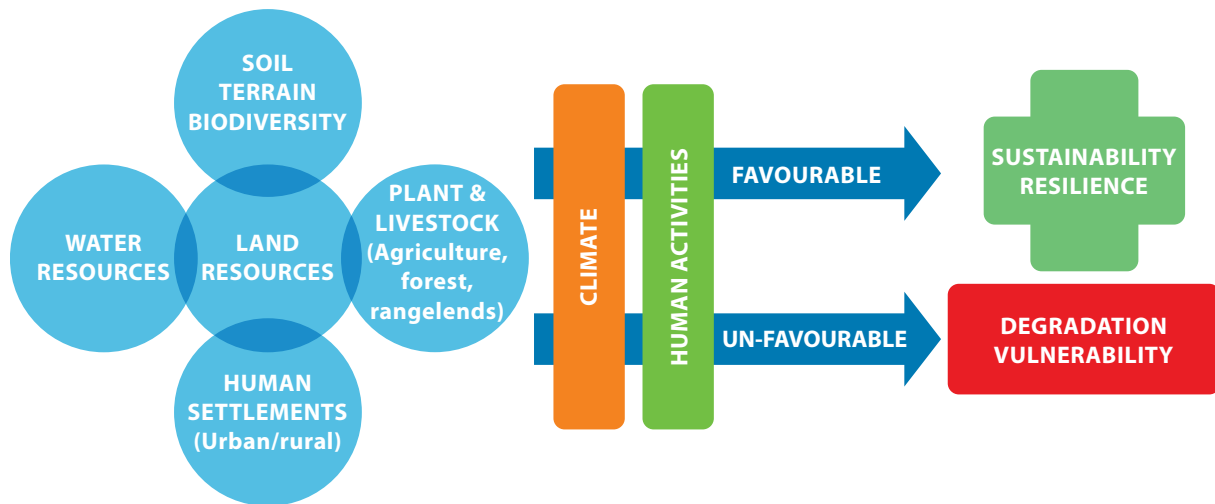 SOIL
TERRAIN
BIODIVERSITY
WATER
RESOURCES
LAND
RESOURCES
PLANT &
LIVESTOCK
(Agriculture,
forest,
rangelends)
HUMAN
SETTLEMENTS
(Urban/rural)
CLIMATE
HUMAN ACTIVITIES
FAVOURABLE
UN-FAVOURABLE
SUSTAINABILITY
RESILIENCE
DEGRADATION
VULNERABILITY